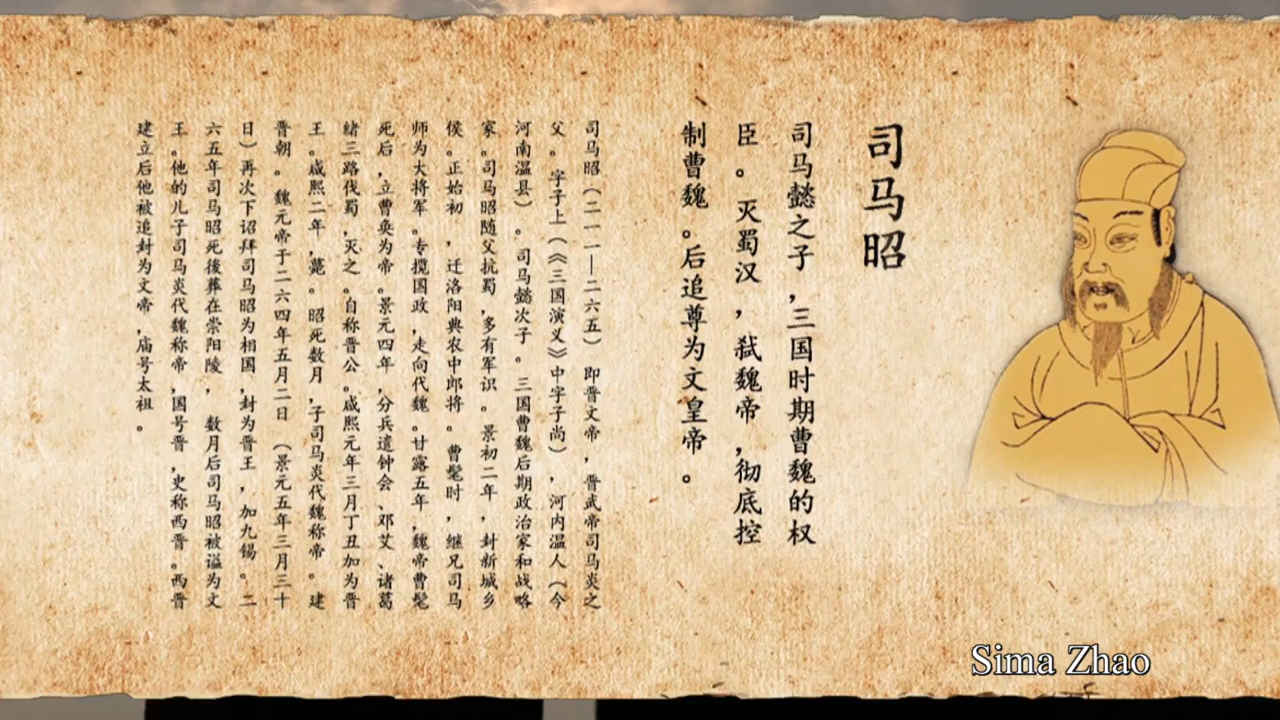 司马昭
司马懿之子,三国时期曹魏的权
臣。灭蜀汉,弑魏帝,彻底控
制曹魏。后追尊为文皇帝。
司马昭(二一一—二六五)即晋文帝,晋武帝司马炎之
父。字子上(《三国演义》中字子尚),河内温人(今
河南温县)。司马懿次子。三国曹魏后期政治家和战略
家。司马昭随父抗蜀,多有军识。景初二年,封新城乡
侯。正始初,迁洛阳典农中郎将。曹髦时,继兄司马
师为大将军。专揽国政,走向代魏。甘露五年,魏帝曹髦
死后,立曹奂为帝。景元四年,分兵遣钟会、邓艾、诸葛
绪三路伐蜀,灭之。自称晋公。咸熙元年三月丁丑加为晋
王。咸熙二年,薨。昭死数月,子司马炎代魏称帝。建
晋朝。魏元帝于二六四年五月二日(景元五年三月三十
日)再次下诏拜司马昭为相国,封为晋王,加九锡。二
六五年司马昭死後葬在崇阳陵,数月后司马昭被谥为文
王。他的儿子司马炎代魏称帝,国号晋,史称西晋。西晋
建立后他被追封为文帝,庙号太祖。
Sima Zhao